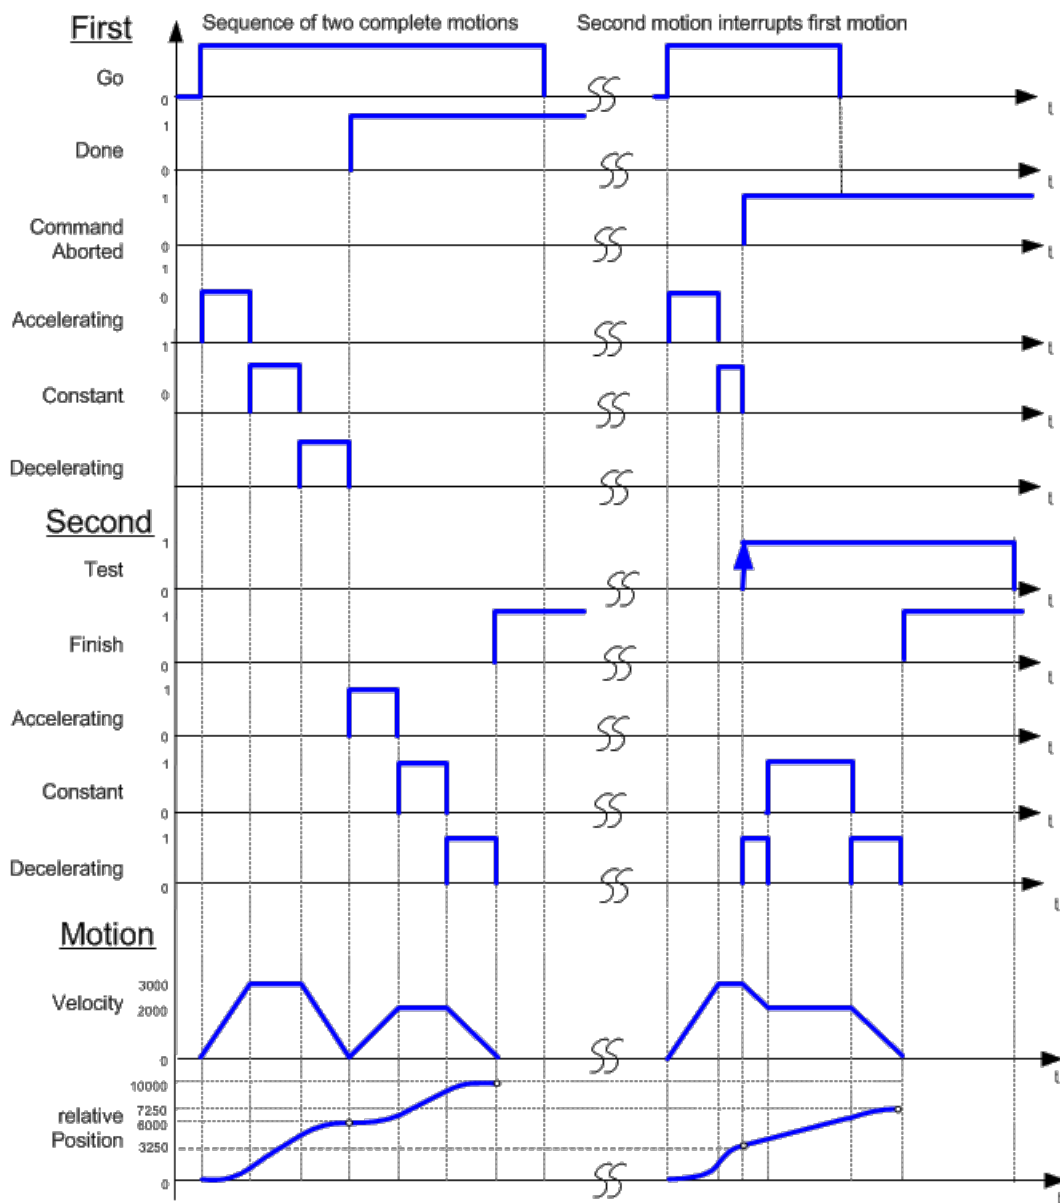 First
Sequence of two complete motions
Second motion interrupts first motion
Go
0
t
1
Done
0
t
1
Command
Aborted
0
t
1
0
Accelerating
1
t
Constant
0
t
Decelerating
t
Second
1
Test
0
t
1
Finish
0
t
1
Accelerating
0
t
1
Constant
0
t
1
Decelerating
0
t
Motion
3000
Velocity
2000
0
t
10000
7250
relative
6000
Position
3250
0
t